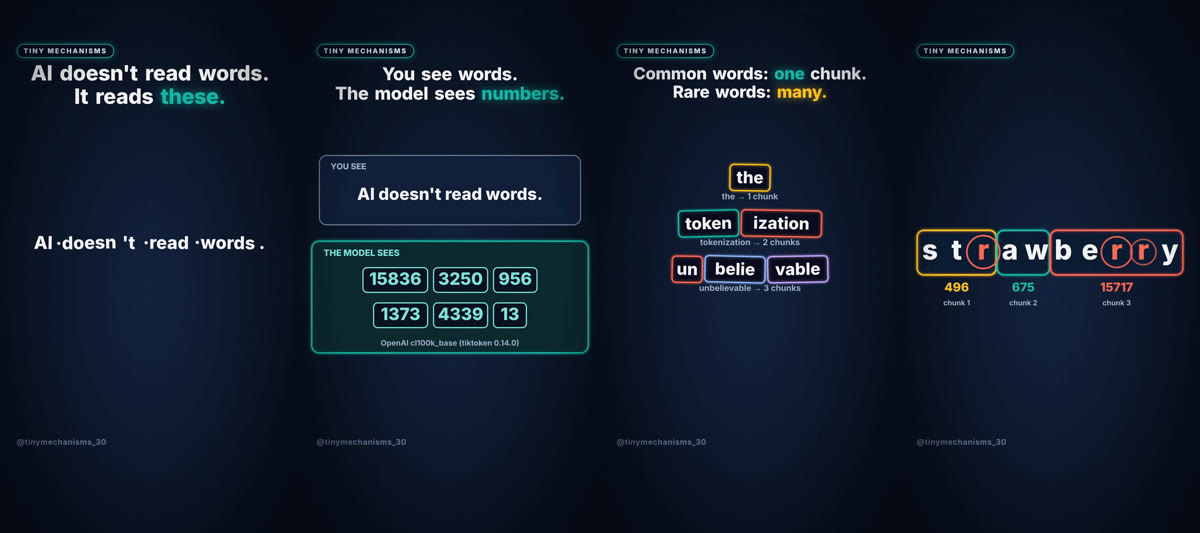 TINY MECHANISMS
AI doesn't read words.
It reads these.
AI ·doesn 't ·read ·words .
@tinymechanisms_30
TINY MECHANISMS
You see words.
The model sees numbers.
YOU SEE
AI doesn't read words.
THE MODEL SEES
15836 3250 956
1373 4339 13
OpenAI cl100k_base (tiktoken 0.14.0)
@tinymechanisms_30
TINY MECHANISMS
Common words: one chunk.
Rare words: many.
the
the → 1 chunk
token ization
tokenization → 2 chunks
un belie vable
unbelievable → 3 chunks
@tinymechanisms_30
TINY MECHANISMS
s t r a w b e r r y
496 675 15717
chunk 1 chunk 2 chunk 3
@tinymechanisms_30